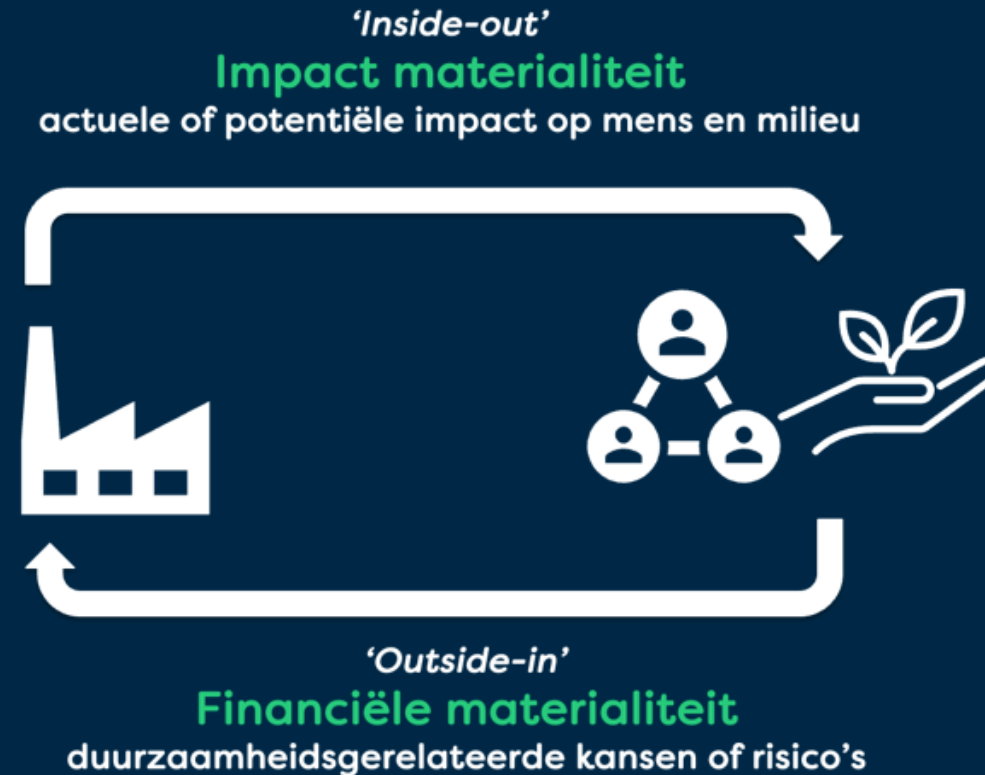 ‘Inside-out’
Impact materialiteit
actuele of potentiële impact op mens en milieu
‘Outside-in’
Financiële materialiteit
duurzaamheidsgerelateerde kansen of risico’s